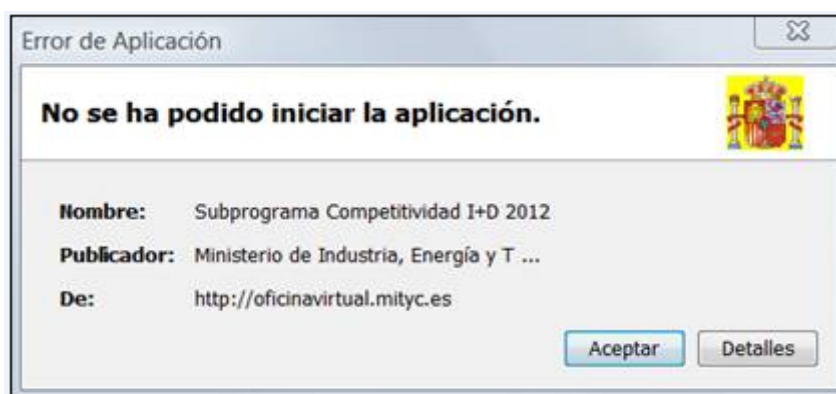 Error de Aplicación
No se ha podido iniciar la aplicación.
Nombre: Subprograma Competitividad I+D 2012
Publicador: Ministerio de Industria, Energía y T ...
De: http://oficinavirtual.mityc.es
Aceptar Detalles